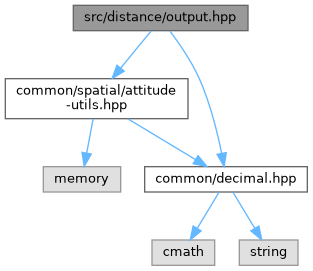 src/distance/output.hpp
common/spatial/attitude
-utils.hpp
memory
common/decimal.hpp
cmath
string